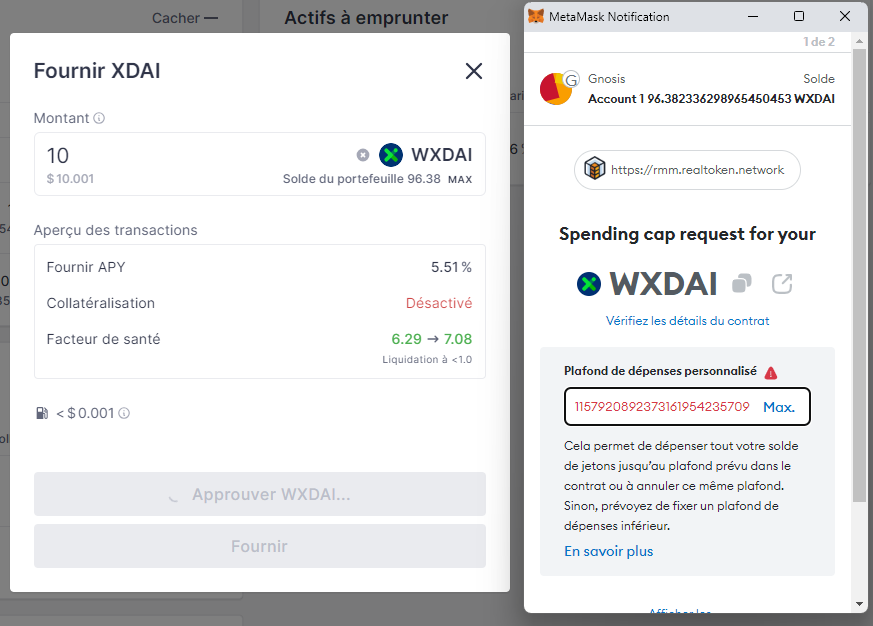 Cacher —
Actifs à emprunter
Fournir XDAI
Montant
10
WXDAI
$ 10.001
Solde du portefeuille 96.38 MAX
Aperçu des transactions
Fournir APY
5.51 %
Collatéralisation
Désactivé
Facteur de santé
6.29 → 7.08
Liquidation à <1.0
< $ 0.001
Approuver WXDAI...
Fournir
MetaMask Notification
1 de 2
G
Gnosis
Solde
Account 1
96.382336298965450453 WXDAI
https://rmm.realtoken.network
Spending cap request for your
WXDAI
Vérifiez les détails du contrat
Plafond de dépenses personnalisé
1157920892373161954235709
Max.
Cela permet de dépenser tout votre solde
de jetons jusqu’au plafond prévu dans le
contrat ou à annuler ce même plafond.
Sinon, prévoyez de fixer un plafond de
dépenses inférieur.
En savoir plus
Afficher les